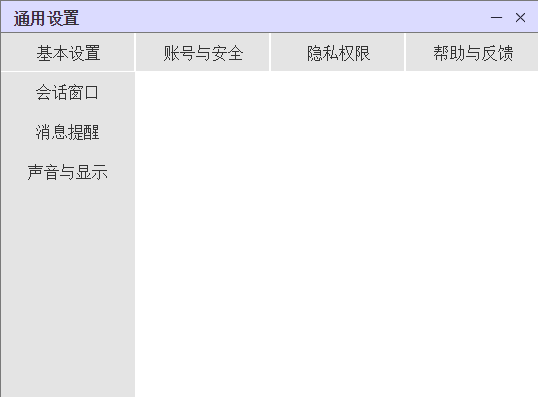 通用设置
基本设置 账号与安全 隐私权限 帮助与反馈
会话窗口
消息提醒
声音与显示